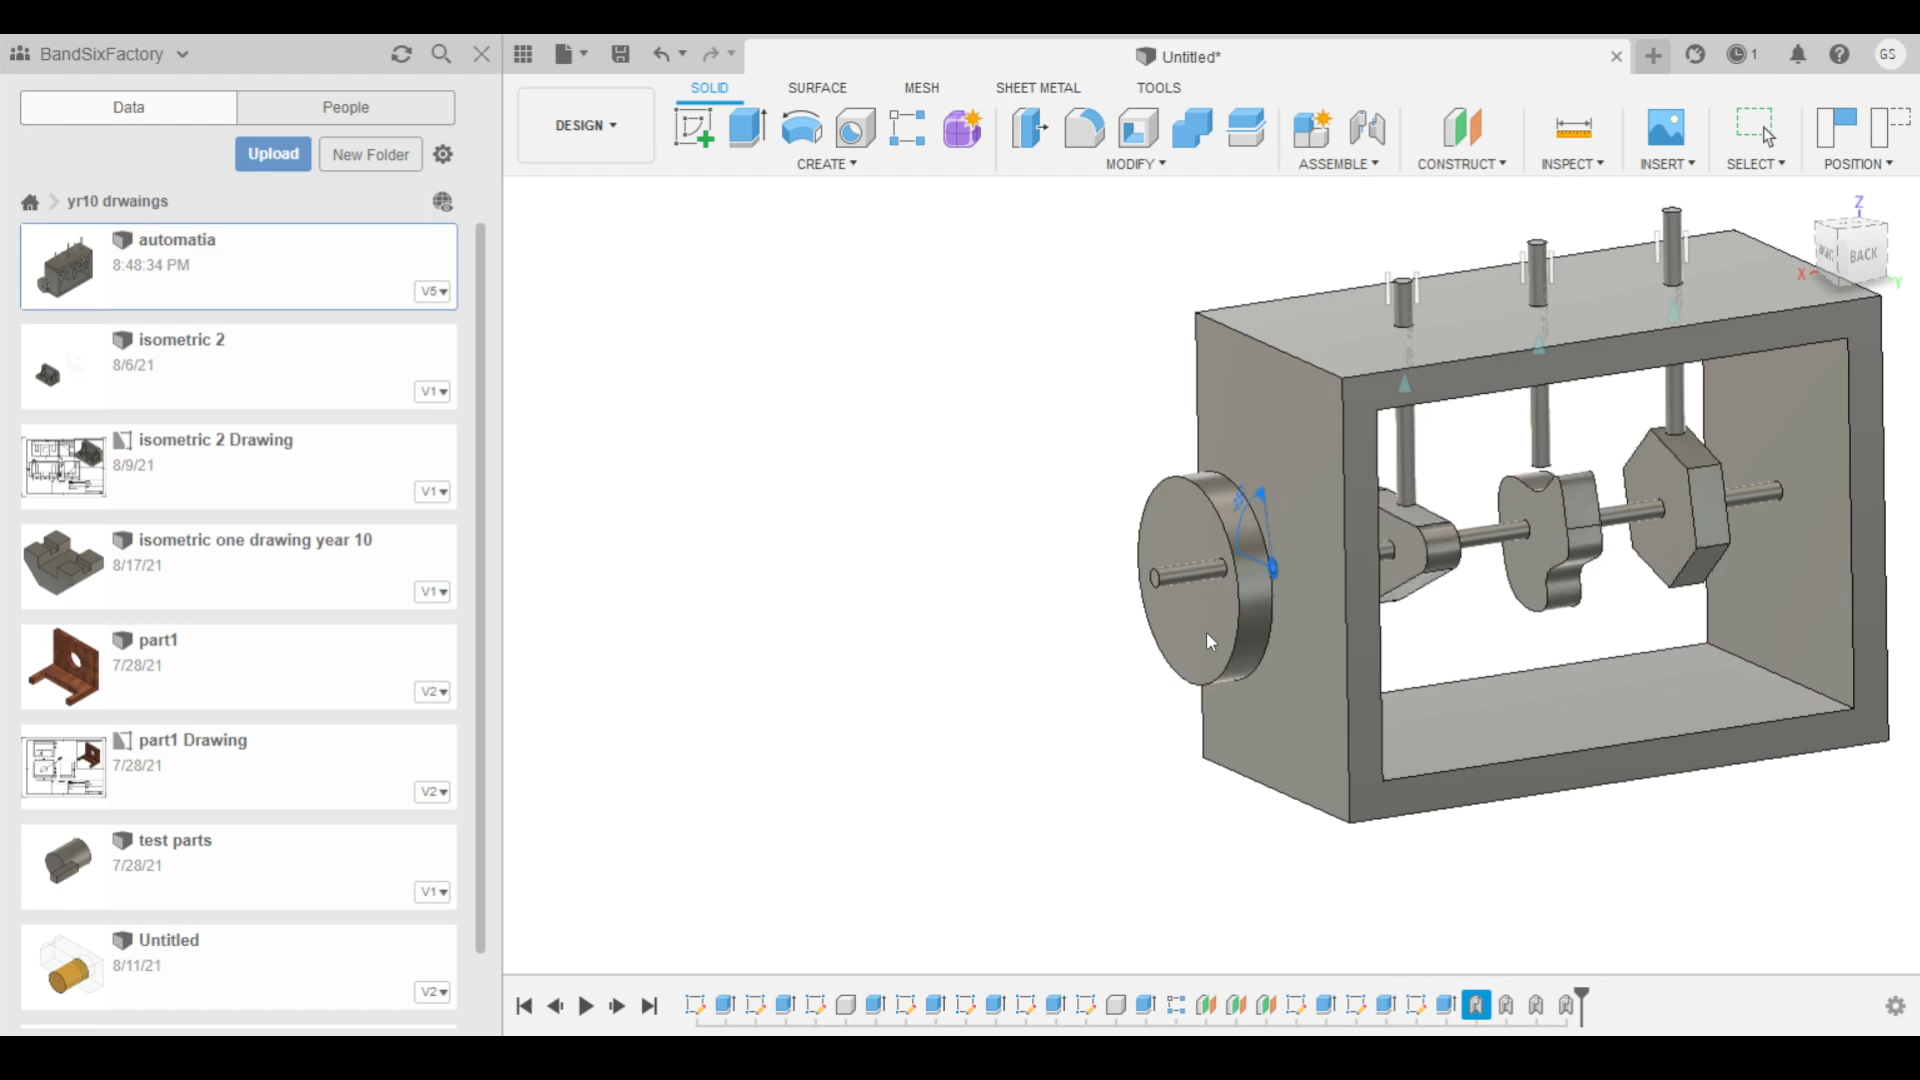 BandSixFactory
Untitled*
1
GS
Data
People
Upload
New Folder
yr10 drwaings
automatia
8:48:34 PM
V5
isometric 2
8/6/21
V1
isometric 2 Drawing
8/9/21
V1
isometric one drawing year 10
8/17/21
V1
part1
7/28/21
V2
part1 Drawing
7/28/21
V2
test parts
7/28/21
V1
Untitled
8/11/21
V2
DESIGN
SOLID
SURFACE
MESH
SHEET METAL
TOOLS
CREATE
MODIFY
ASSEMBLE
CONSTRUCT
INSPECT
INSERT
SELECT
POSITION
Z
BACK
X
Y